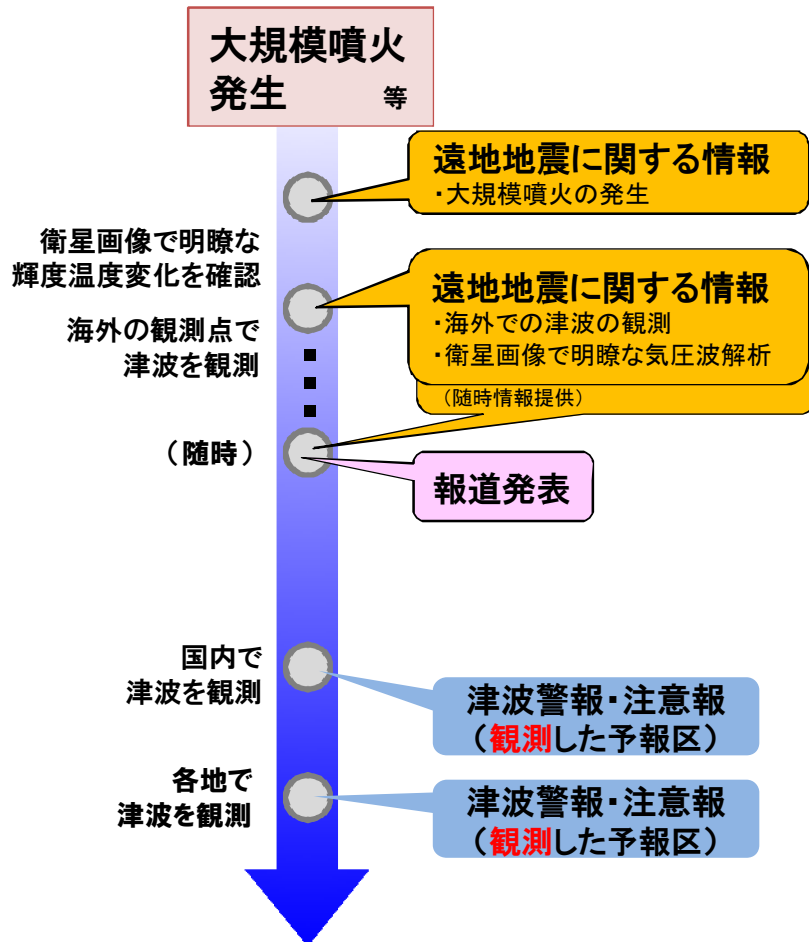 大規模噴火
発生 等
遠地地震に関する情報
・大規模噴火の発生
衛星画像で明瞭な
輝度温度変化を確認
遠地地震に関する情報
・海外での津波の観測
・衛星画像で明瞭な気圧波解析
（随時情報提供）
海外の観測点で
津波を観測
（随時）
報道発表
国内で
津波を観測
津波警報・注意報
（観測した予報区）
各地で
津波を観測
津波警報・注意報
（観測した予報区）